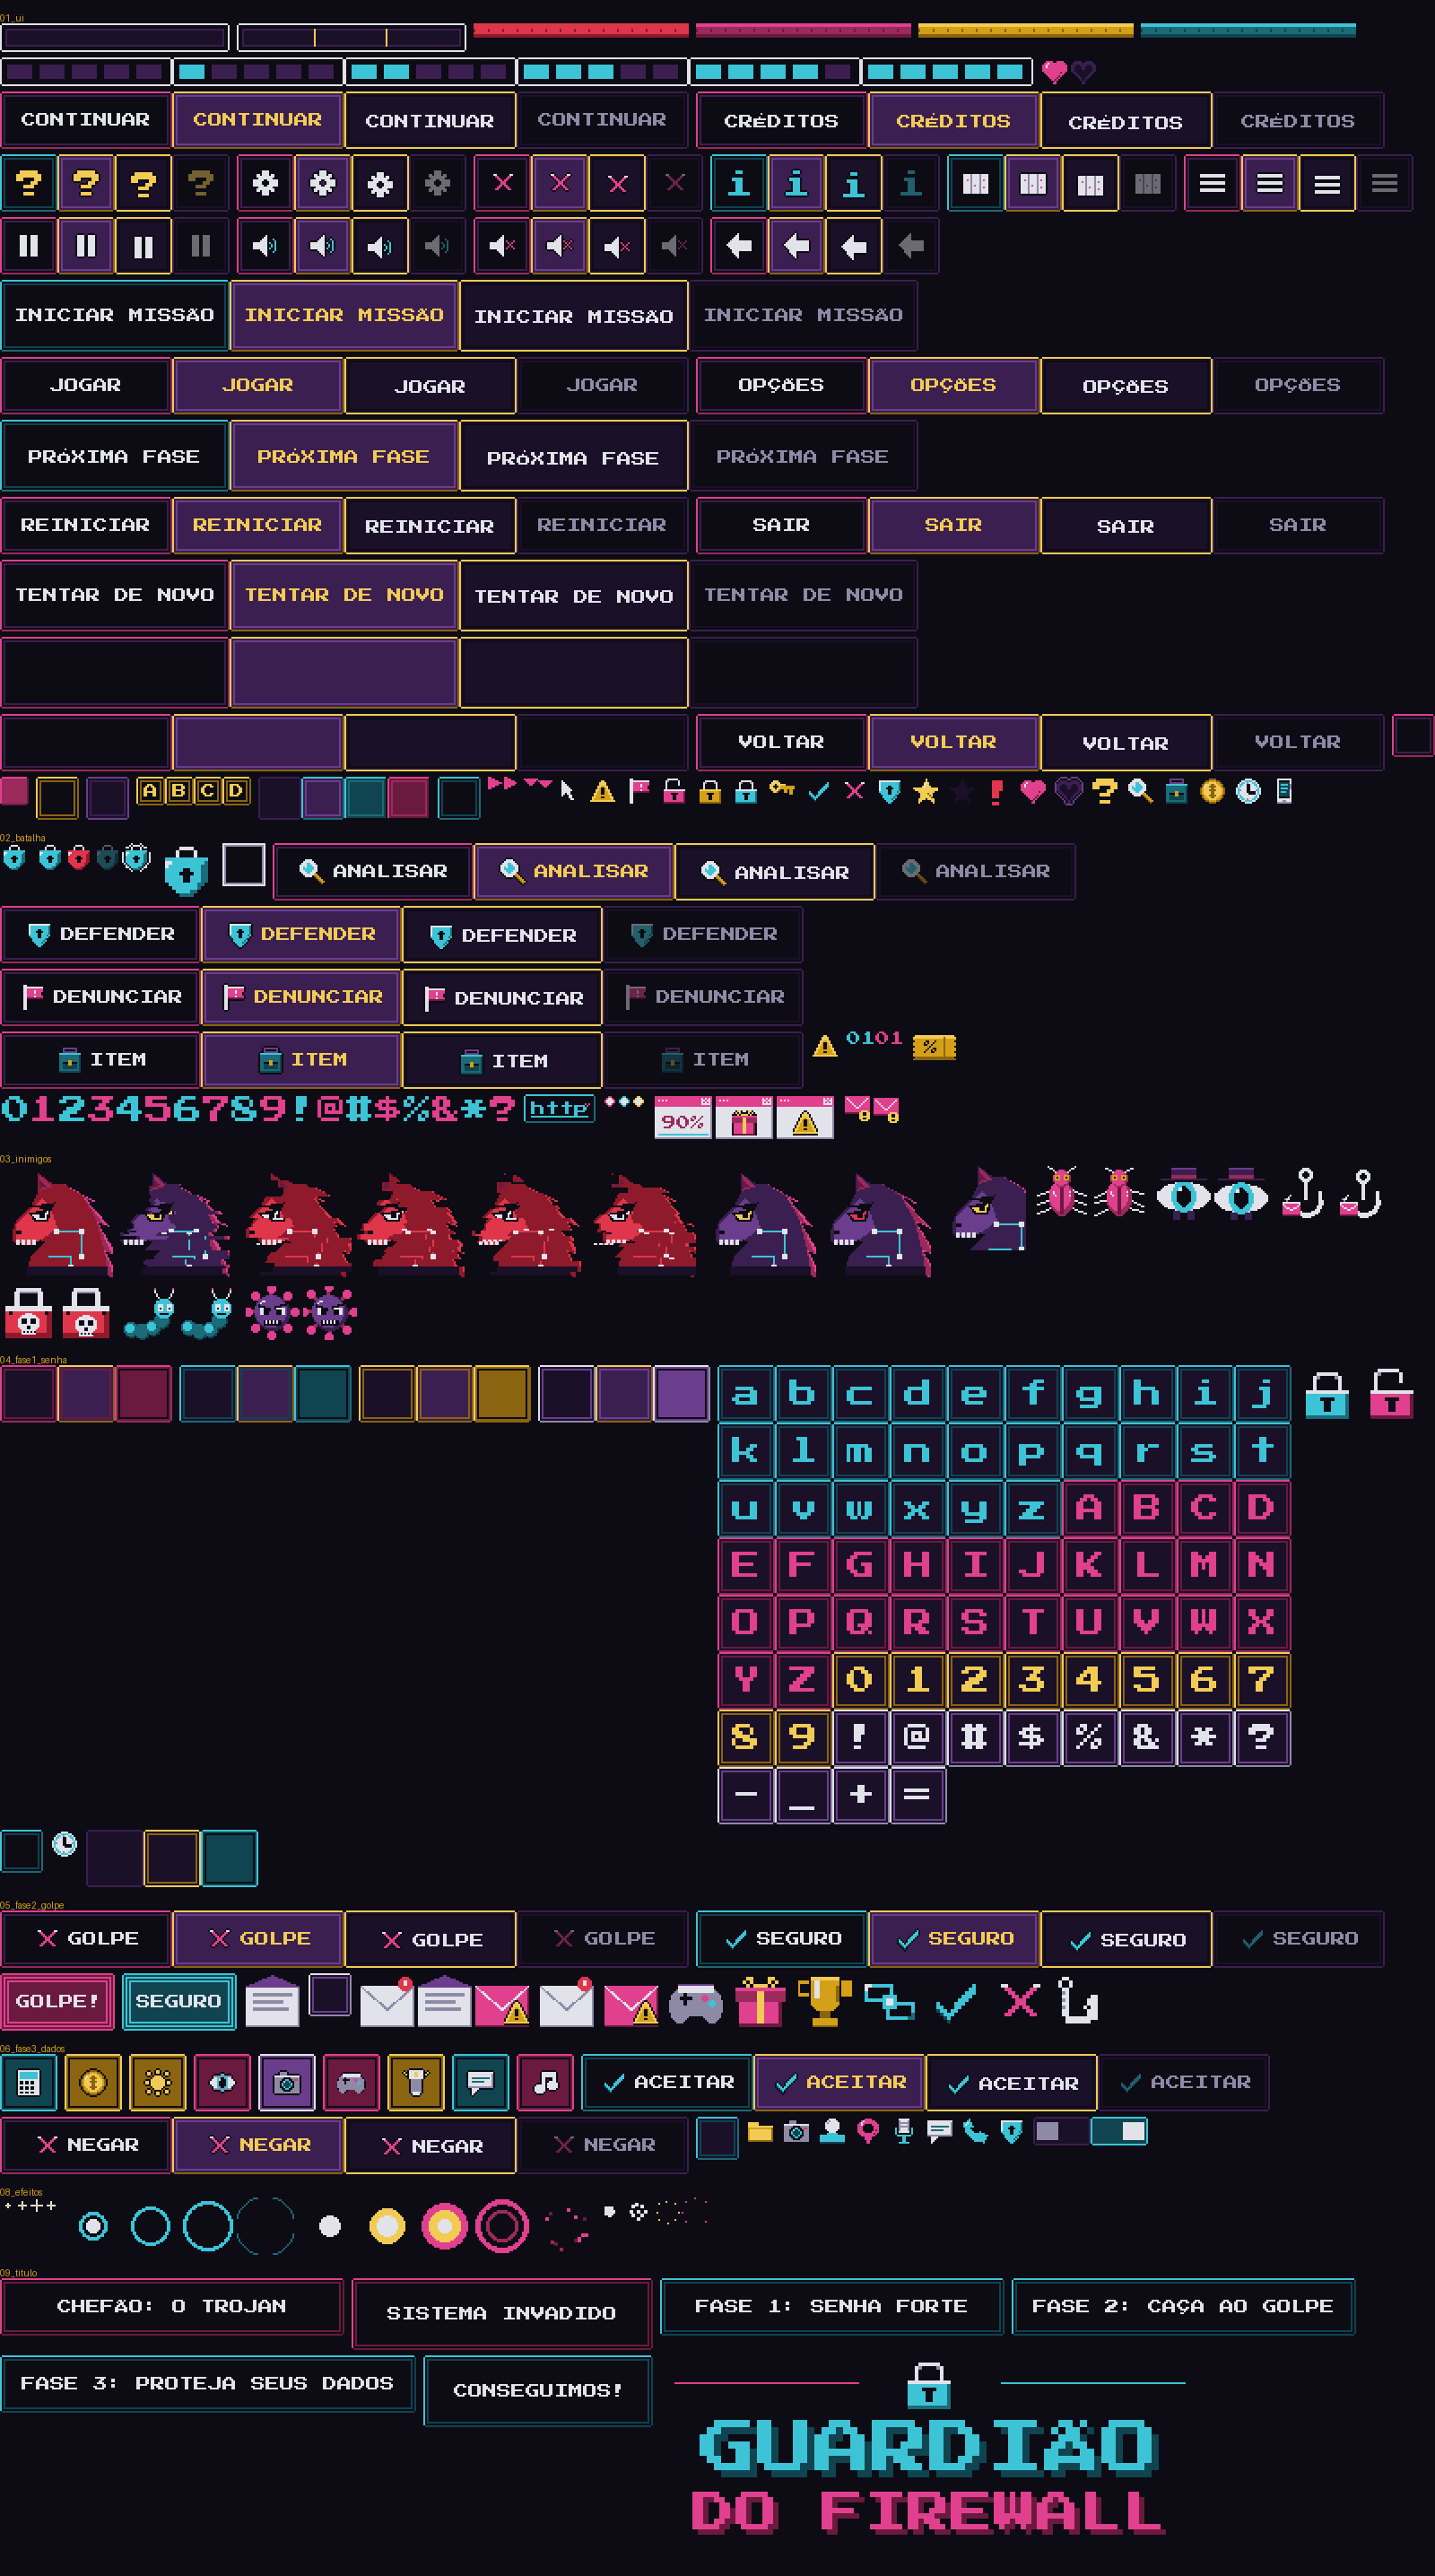 01_ui
CONTINUAR CONTINUAR CONTINUAR CONTINUAR CRéDITOS CRéDITOS CRéDITOS CRéDITOS
? ? ? ? i i i i
INICIAR MISSãO INICIAR MISSãO INICIAR MISSãO INICIAR MISSãO
JOGAR JOGAR JOGAR JOGAR OPÇõES OPÇõES OPÇõES OPÇõES
PRóXIMA FASE PRóXIMA FASE PRóXIMA FASE PRóXIMA FASE
REINICIAR REINICIAR REINICIAR REINICIAR SAIR SAIR SAIR SAIR
TENTAR DE NOVO TENTAR DE NOVO TENTAR DE NOVO TENTAR DE NOVO
VOLTAR VOLTAR VOLTAR VOLTAR
A B C D ! ?
02_batalha
ANALISAR ANALISAR ANALISAR ANALISAR
DEFENDER DEFENDER DEFENDER DEFENDER
DENUNCIAR DENUNCIAR DENUNCIAR DENUNCIAR
ITEM ITEM ITEM ITEM 0101 %
0123456789!@#$%&*? http 90%
03_inimigos
04_fase1_senha
a b c d e f g h i j
k l m n o p q r s t
u v w x y z A B C D
E F G H I J K L M N
O P Q R S T U V W X
Y Z 0 1 2 3 4 5 6 7
8 9 ! @ # $ % & * ?
- _ + =
05_fase2_golpe
GOLPE GOLPE GOLPE GOLPE SEGURO SEGURO SEGURO SEGURO
GOLPE! SEGURO
06_fase3_dados
ACEITAR ACEITAR ACEITAR ACEITAR
NEGAR NEGAR NEGAR NEGAR
08_efeitos
09_titulo
CHEFãO: O TROJAN SISTEMA INVADIDO FASE 1: SENHA FORTE FASE 2: CAÇA AO GOLPE
FASE 3: PROTEJA SEUS DADOS CONSEGUIMOS!
GUARDIãO
DO FIREWALL